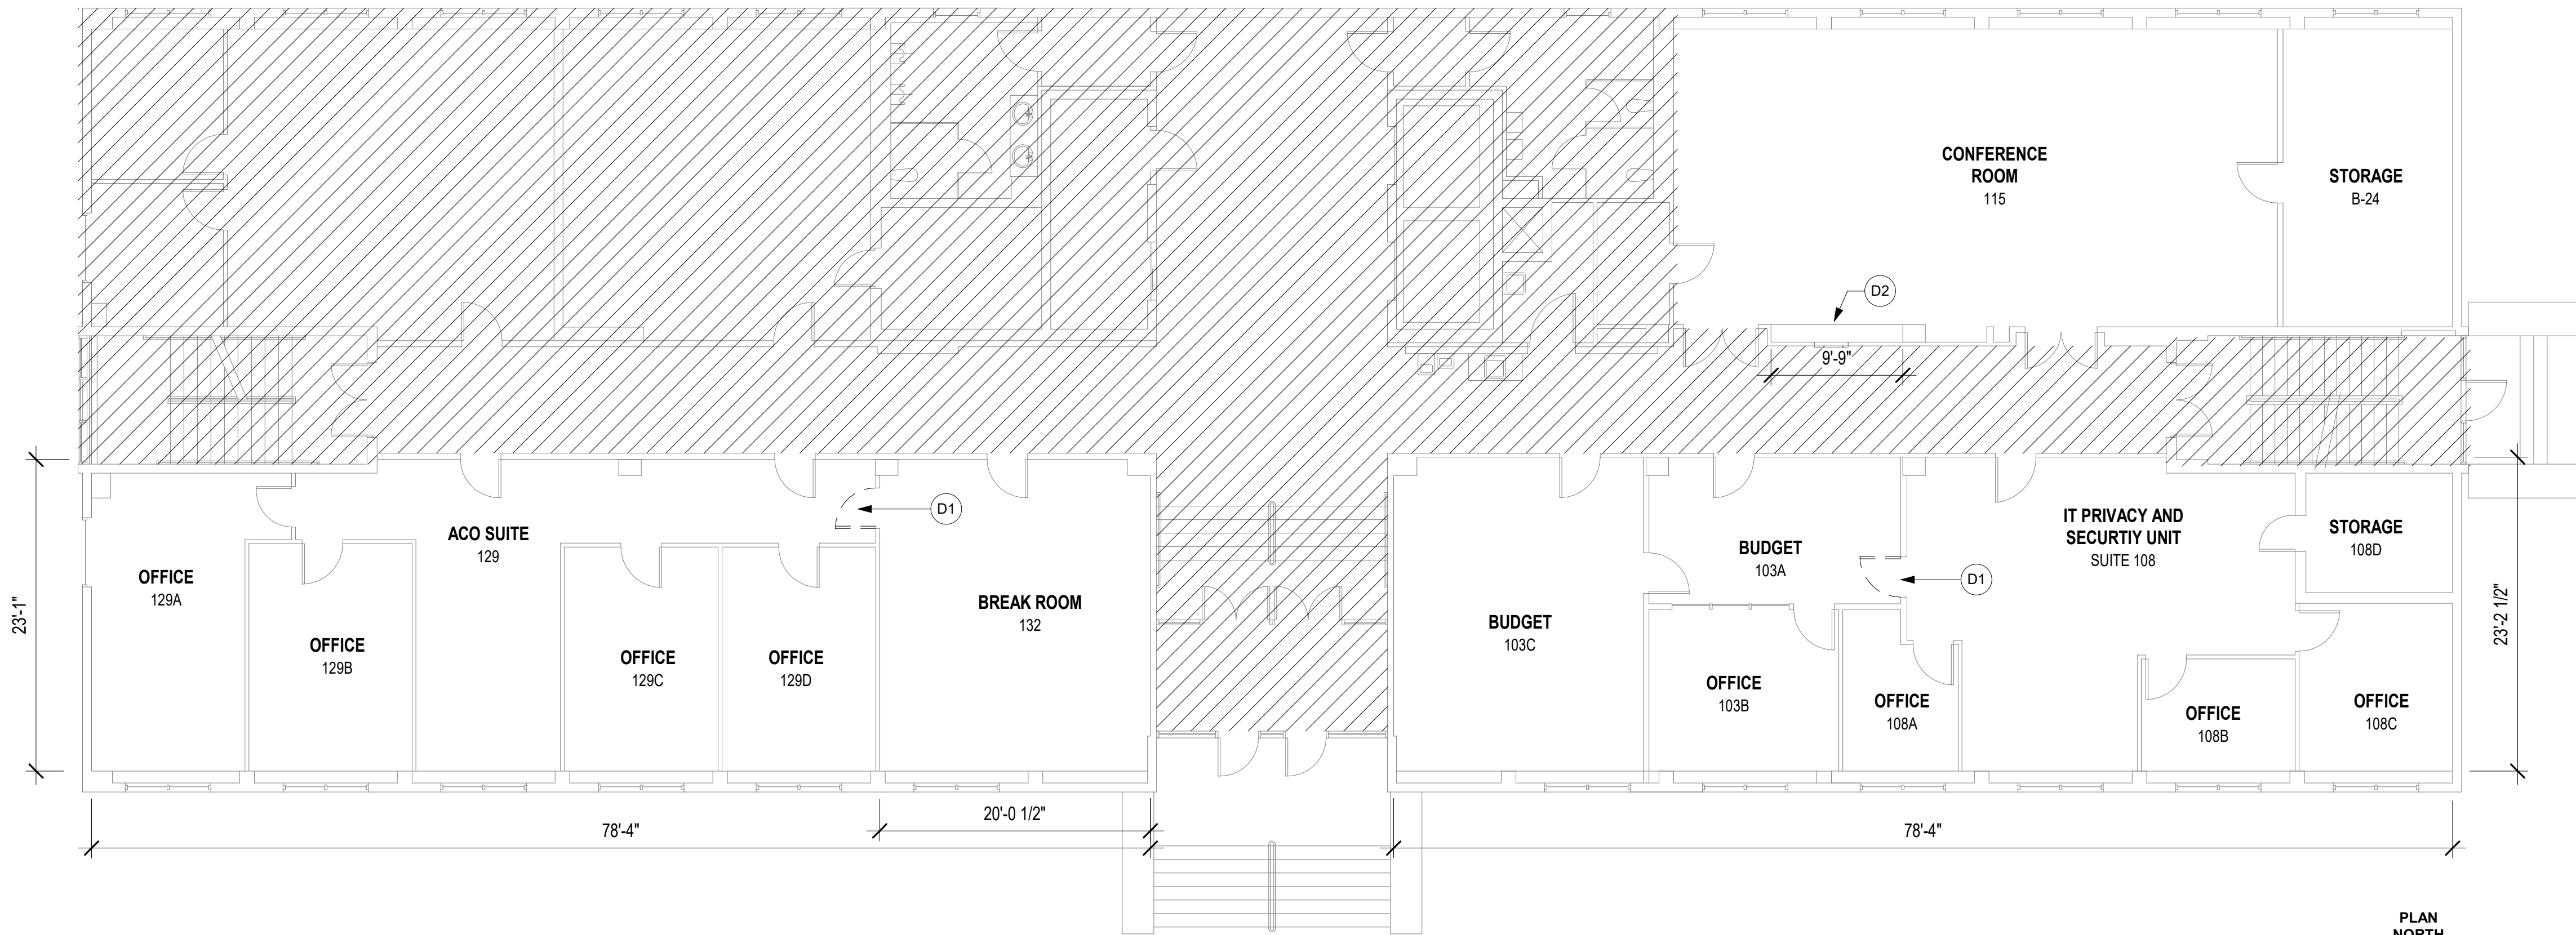 CONFERENCE
ROOM
115
STORAGE
B-24
D2
9'-9"
ACO SUITE
129
D1
OFFICE
129A
OFFICE
129B
OFFICE
129C
OFFICE
129D
BREAK ROOM
132
BUDGET
103C
BUDGET
103A
D1
OFFICE
103B
OFFICE
108A
IT PRIVACY AND
SECURTIY UNIT
SUITE 108
STORAGE
108D
OFFICE
108B
OFFICE
108C
23'-1"
23'-2 1/2"
20'-0 1/2"
78'-4"
78'-4"
PLAN
NORTH